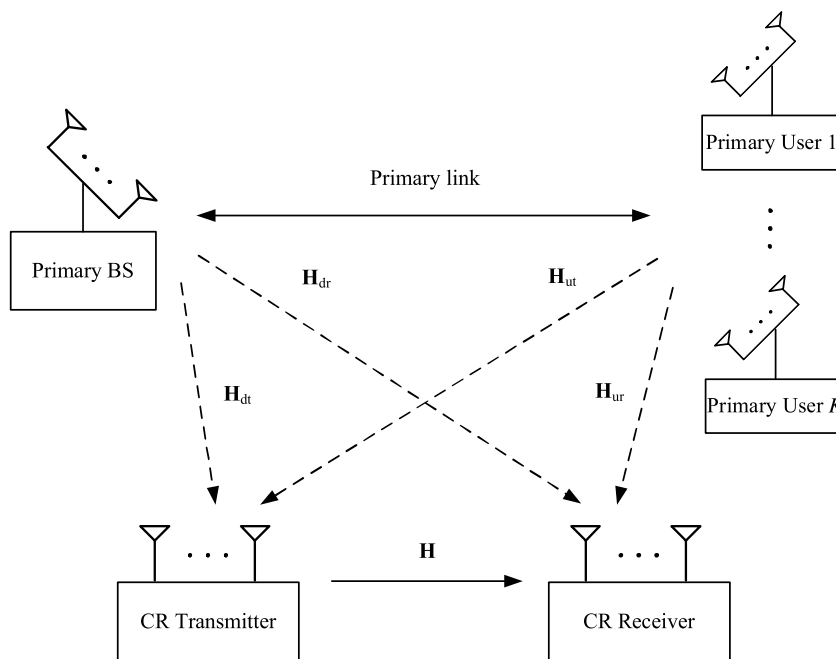 Primary User 1
Primary link
Primary BS
H_dr
H_ut
H_dt
H_ur
Primary User K
H
CR Transmitter
CR Receiver